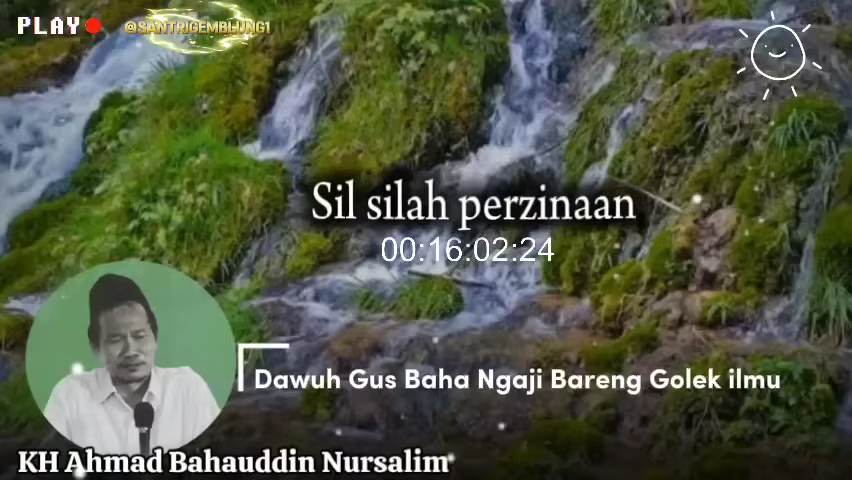 PLAY
@SANTRIGEMBLUNG1
Sil silah perzinaan
00:16:02:24
Dawuh Gus Baha Ngaji Bareng Golek ilmu
KH Ahmad Bahauddin Nursalim